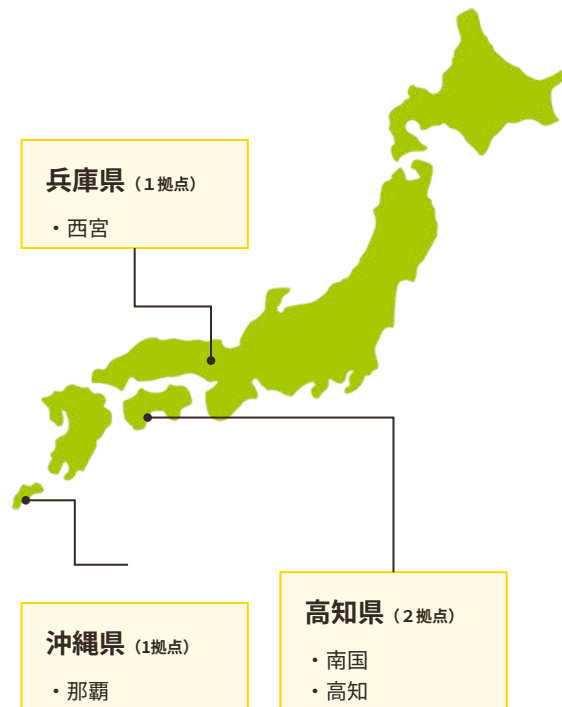 兵庫県（１拠点）
・西宮
沖縄県（1拠点）
・那覇
高知県（２拠点）
・南国
・高知